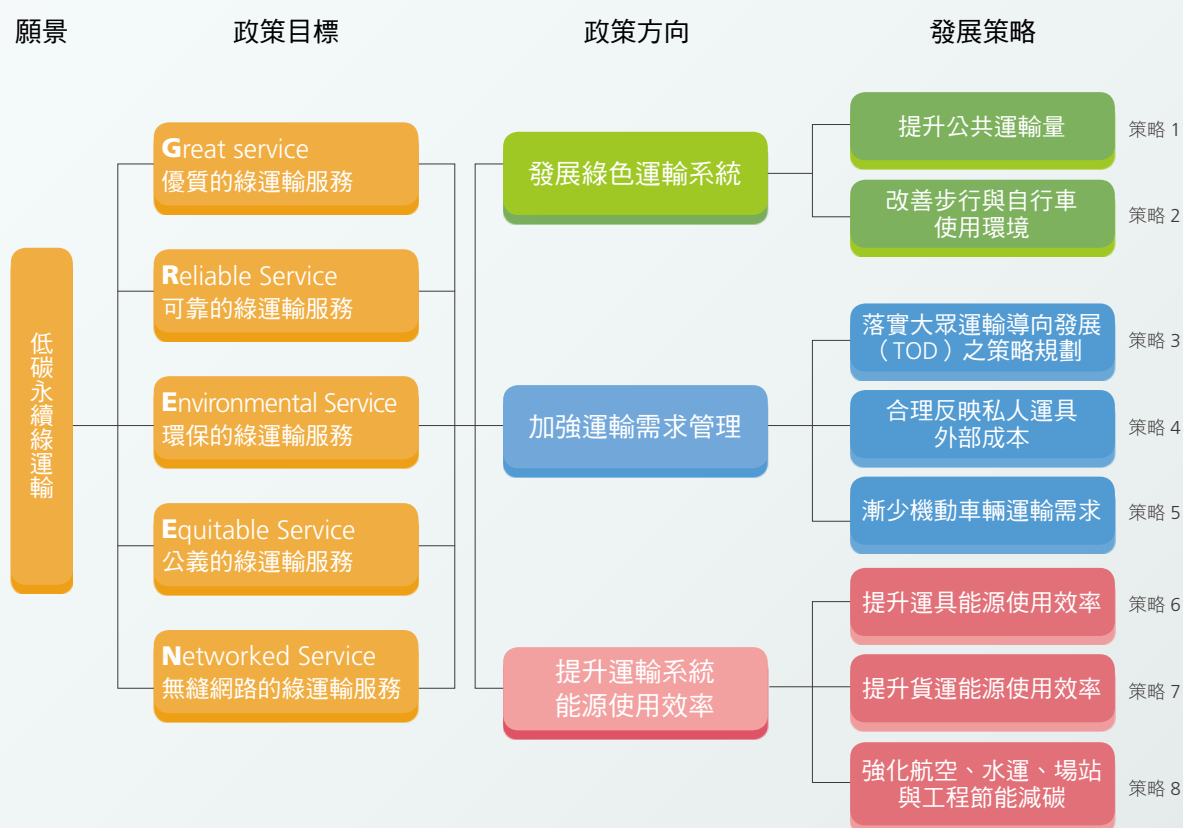 願景
政策目標
政策方向
發展策略
低碳永續綠運輸
Great service
優質的綠運輸服務
Reliable Service
可靠的綠運輸服務
Environmental Service
環保的綠運輸服務
Equitable Service
公義的綠運輸服務
Networked Service
無縫網路的綠運輸服務
發展綠色運輸系統
加強運輸需求管理
提升運輸系統
能源使用效率
提升公共運輸量
策略 1
改善步行與自行車
使用環境
策略 2
落實大眾運輸導向發展
（TOD）之策略規劃
策略 3
合理反映私人運具
外部成本
策略 4
漸少機動車輛運輸需求
策略 5
提升運具能源使用效率
策略 6
提升貨運能源使用效率
策略 7
強化航空、水運、場站
與工程節能減碳
策略 8